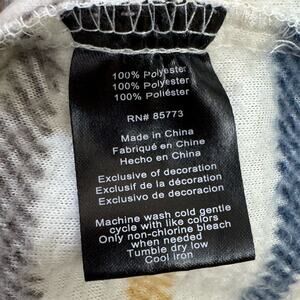 100% Polyester
100% Polyester
100% Poliéster
RN# 85773
Made in China
Fabriqué en Chine
Hecho en China
Exclusive of decoration
Exclusif de la décoration
Exclusivo de decoracion
Machine wash cold gentle
cycle with like colors
Only non-chlorine bleach
when needed
Tumble dry low
Cool iron